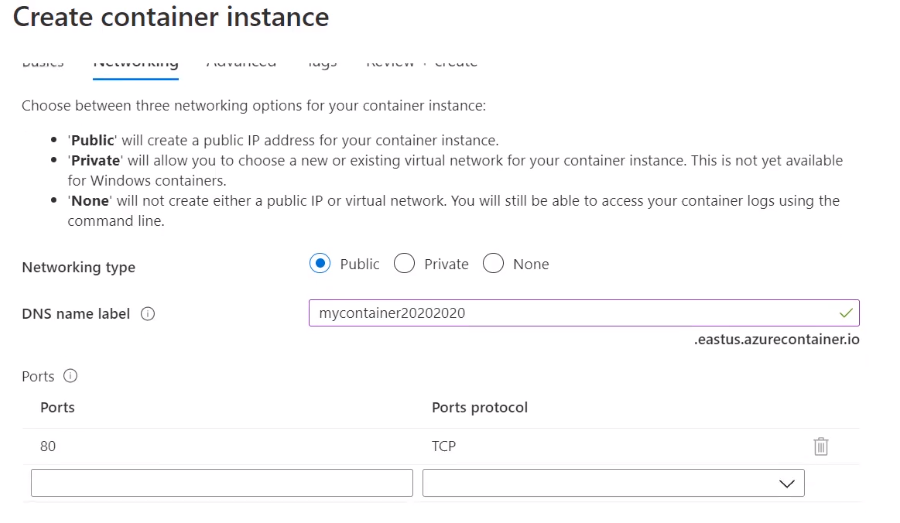 Create container instance
Basics Networking Advanced Tags Review + create
Choose between three networking options for your container instance:
• 'Public' will create a public IP address for your container instance.
• 'Private' will allow you to choose a new or existing virtual network for your container instance. This is not yet available
for Windows containers.
• 'None' will not create either a public IP or virtual network. You will still be able to access your container logs using the
command line.
Networking type Public Private None
DNS name label mycontainer20202020
.eastus.azurecontainer.io
Ports
Ports Ports protocol
80 TCP